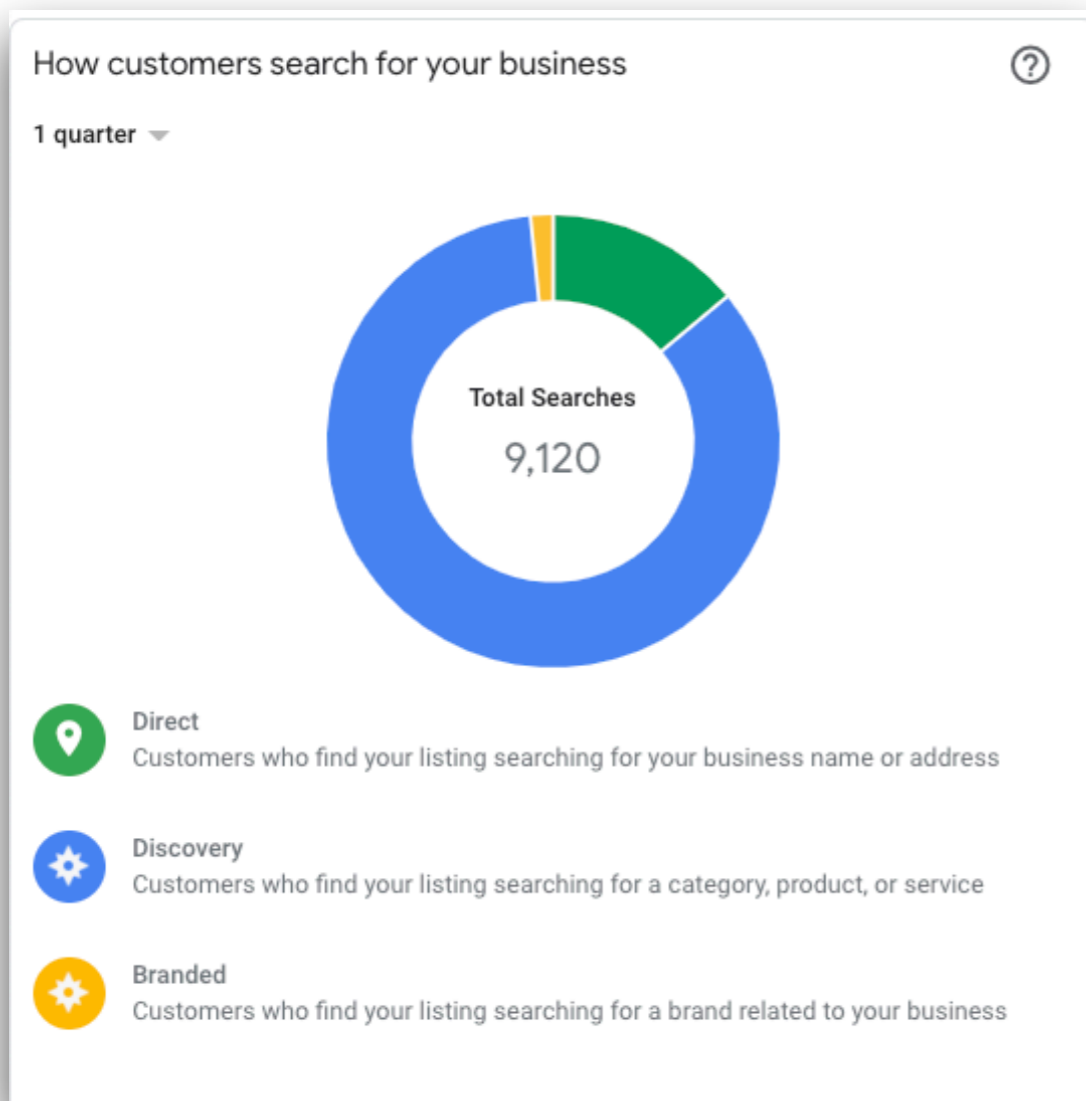 How customers search for your business
1 quarter
Total Searches
9,120
Direct
Customers who find your listing searching for your business name or address
Discovery
Customers who find your listing searching for a category, product, or service
Branded
Customers who find your listing searching for a brand related to your business